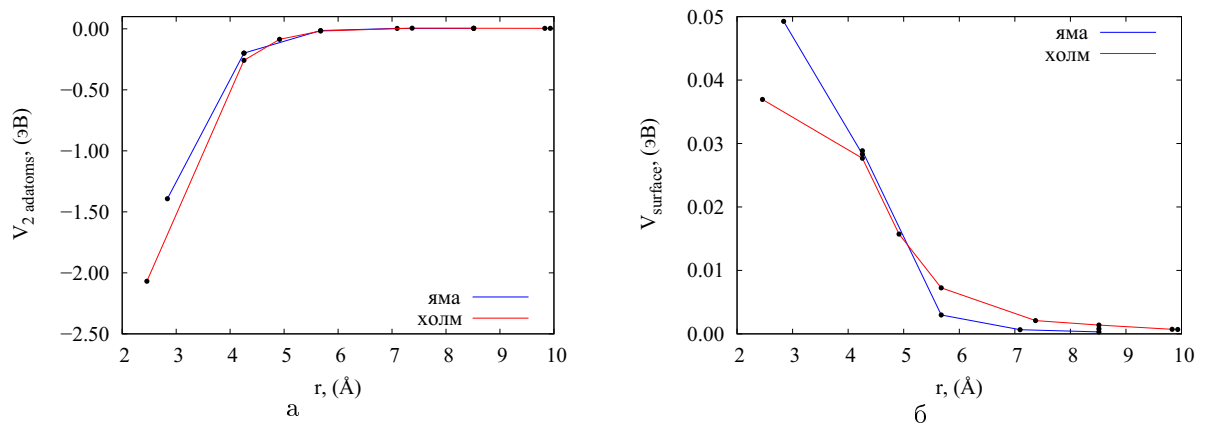 0.00
−0.50
−1.00
−1.50
−2.00
−2.50
V2 adatoms, (эВ)
яма
холм
2 3 4 5 6 7 8 9 10
r, (Å)
а
0.05
0.04
0.03
0.02
0.01
0.00
Vsurface, (эВ)
яма
холм
2 3 4 5 6 7 8 9 10
r, (Å)
б